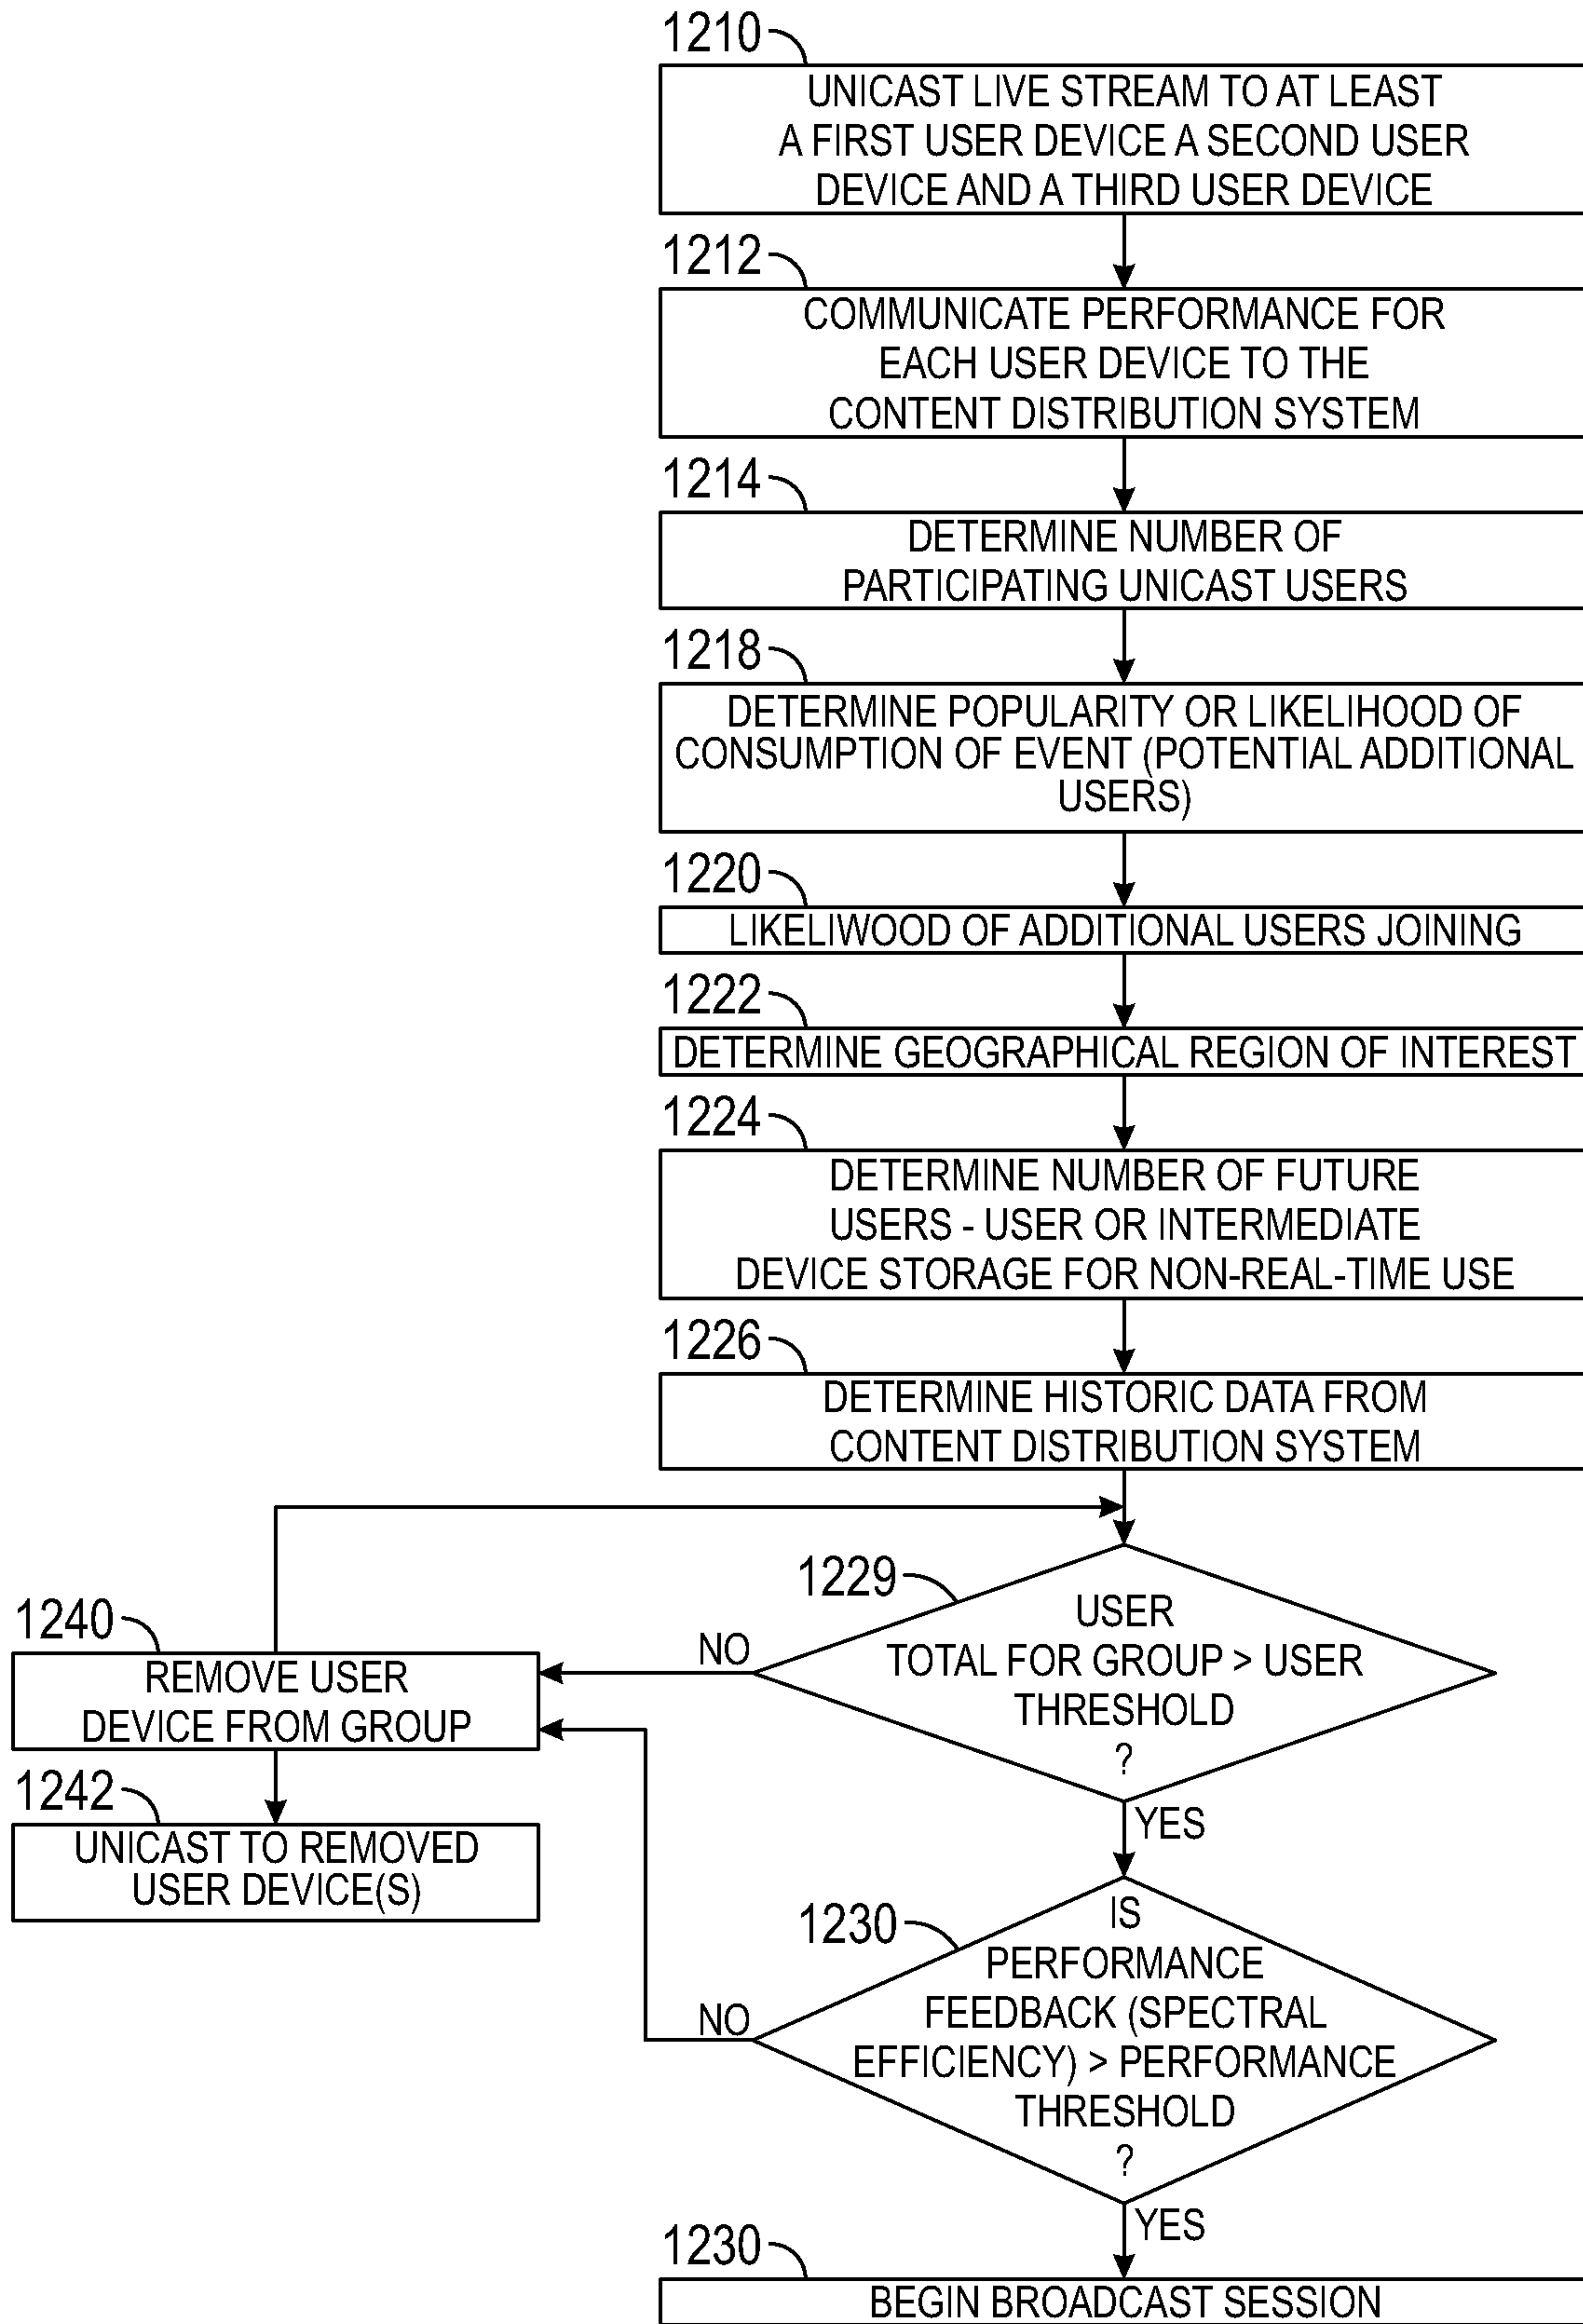 1210
UNICAST LIVE STREAM TO AT LEAST
A FIRST USER DEVICE A SECOND USER
DEVICE AND A THIRD USER DEVICE
1212
COMMUNICATE PERFORMANCE FOR
EACH USER DEVICE TO THE
CONTENT DISTRIBUTION SYSTEM
1214
DETERMINE NUMBER OF
PARTICIPATING UNICAST USERS
1218
DETERMINE POPULARITY OR LIKELIHOOD OF
CONSUMPTION OF EVENT (POTENTIAL ADDITIONAL
USERS)
1220
LIKELIWOOD OF ADDITIONAL USERS JOINING
1222
DETERMINE GEOGRAPHICAL REGION OF INTEREST
1224
DETERMINE NUMBER OF FUTURE
USERS - USER OR INTERMEDIATE
DEVICE STORAGE FOR NON-REAL-TIME USE
1226
DETERMINE HISTORIC DATA FROM
CONTENT DISTRIBUTION SYSTEM
1229
USER
TOTAL FOR GROUP > USER
THRESHOLD
?
NO
YES
1240
REMOVE USER
DEVICE FROM GROUP
1242
UNICAST TO REMOVED
USER DEVICE(S)
1230
IS
PERFORMANCE
FEEDBACK (SPECTRAL
EFFICIENCY) > PERFORMANCE
THRESHOLD
?
NO
YES
1230
BEGIN BROADCAST SESSION